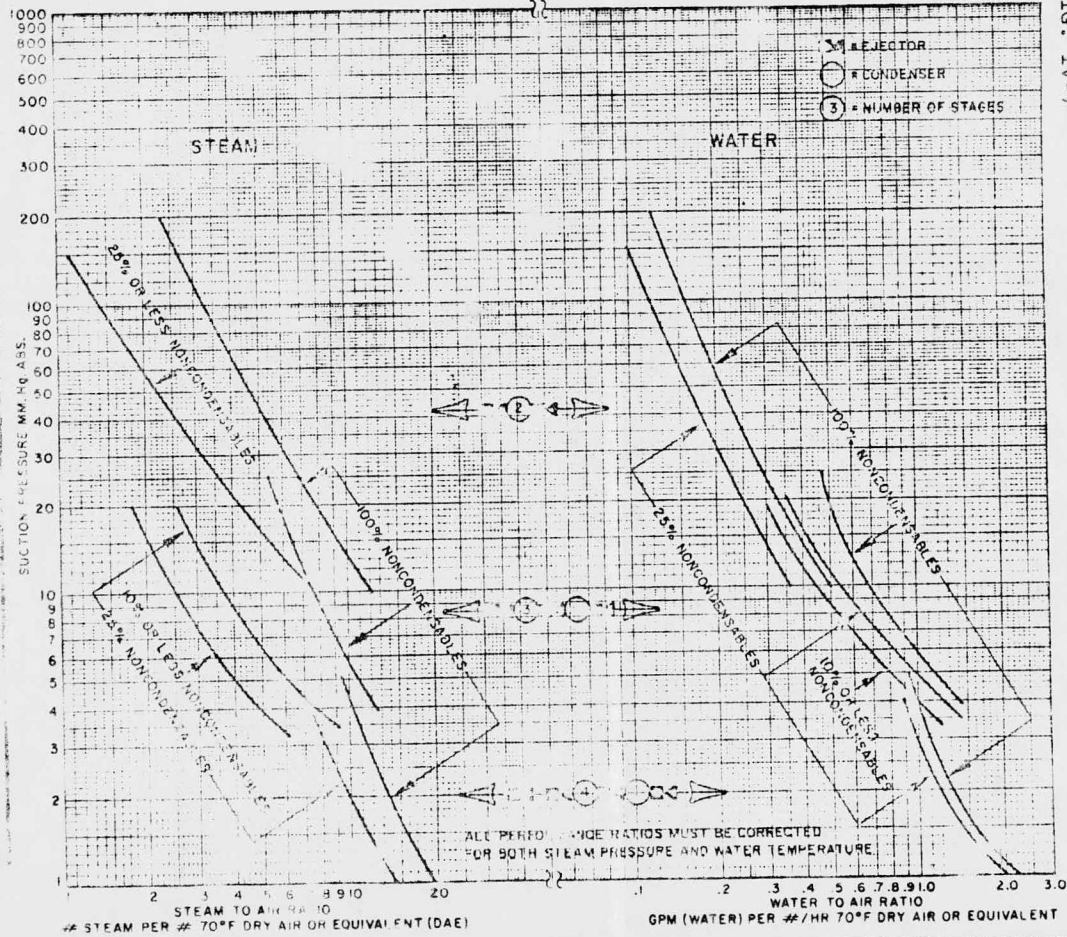 1000
900
800
700
600
500
400
300
200
100
90
80
70
60
50
40
30
20
10
9
8
7
6
5
4
3
2
1
SUCTION PRESSURE MM. Hg. ABS.
= EJECTOR
= CONDENSER
3 = NUMBER OF STAGES
STEAM
WATER
25% OR LESS NONCONDENSABLES
100% NONCONDENSABLES
10% OR LESS NONCONDENSABLES
25% NONCONDENSABLES
2
3
4
100% NONCONDENSABLES
25% NONCONDENSABLES
10% OR LESS
NONCONDENSABLES
ALL PERFORMANCE RATIOS MUST BE CORRECTED
FOR BOTH STEAM PRESSURE AND WATER TEMPERATURE
2 3 4 5 6 8 9 10 20
STEAM TO AIR RATIO
# STEAM PER # 70°F DRY AIR OR EQUIVALENT (DAE)
.1 .2 .3 .4 .5 .6 .7 .8 .9 1.0 2.0 3.0
WATER TO AIR RATIO
GPM (WATER) PER #/HR 70°F DRY AIR OR EQUIVALENT